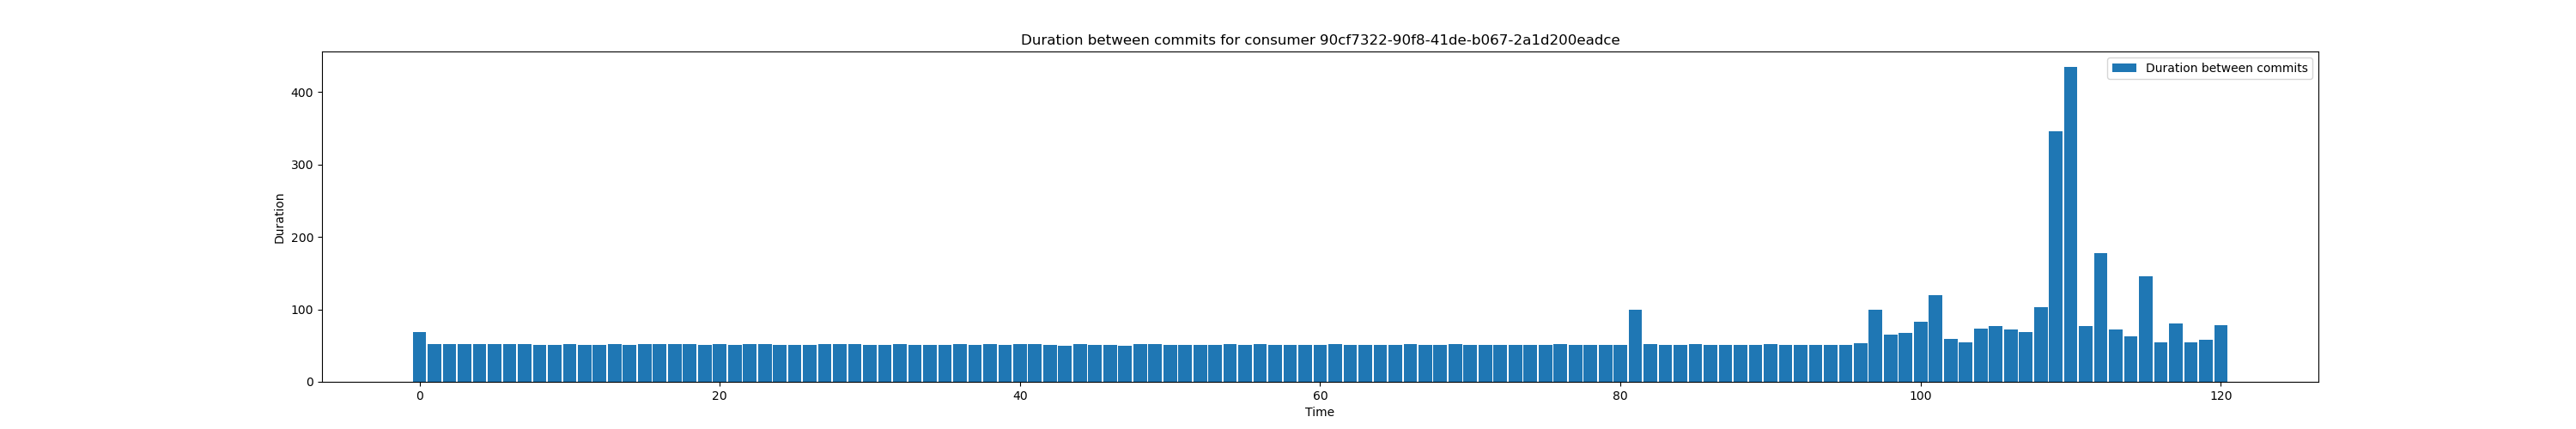 Duration between commits for consumer 90cf7322-90f8-41de-b067-2a1d200eadce
Duration between commits
400
300
200
100
0
Duration
0 20 40 60 80 100 120
Time